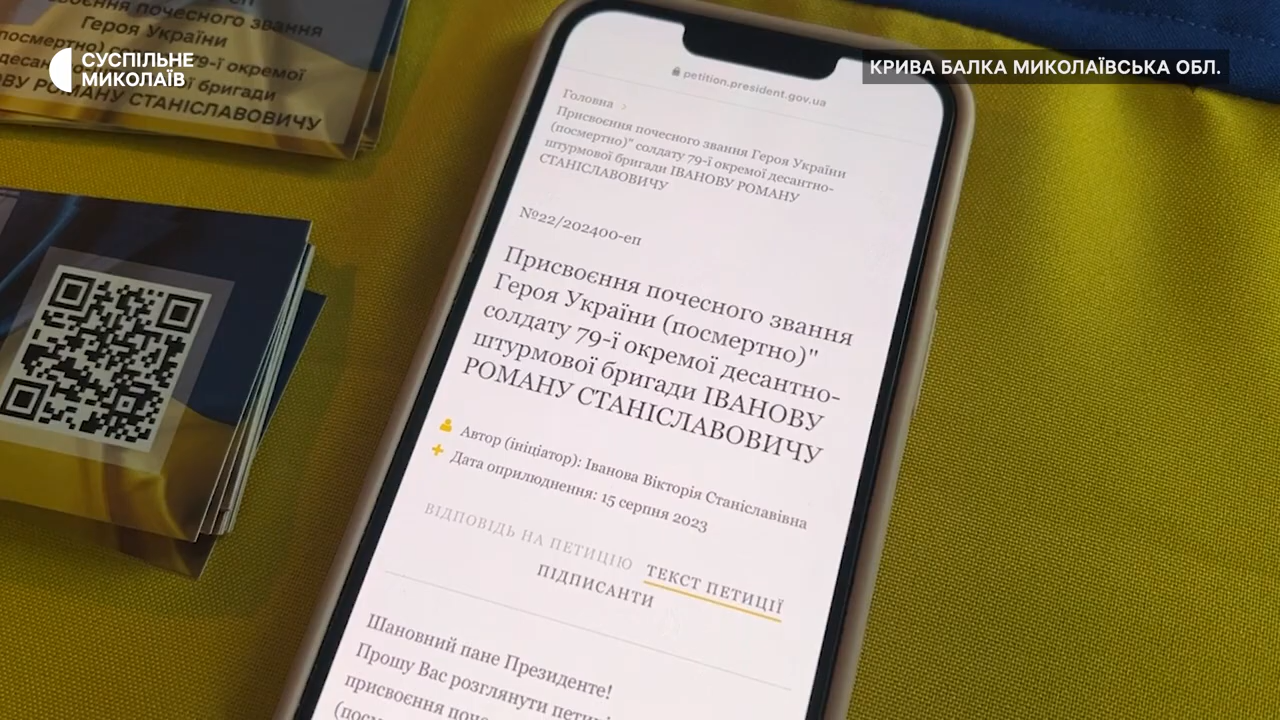 Героя України
посмертно)
79-ї окремої
бригади
РОМАНУ СТАНІСЛАВОВИЧУ
СУСПІЛЬНЕ
МИКОЛАЇВ
КРИВА БАЛКА МИКОЛАЇВСЬКА ОБЛ.
petition.president.gov.ua
Головна >
Присвоєння почесного звання Героя України
(посмертно)" солдату 79-ї окремої десантно-
штурмової бригади ІВАНОВУ РОМАНУ
СТАНІСЛАВОВИЧУ
№22/202400-еп
Присвоєння почесного звання
Героя України (посмертно)"
солдату 79-ї окремої десантно-
штурмової бригади ІВАНОВУ
РОМАНУ СТАНІСЛАВОВИЧУ
Автор (ініціатор): Іванова Вікторія Станіславівна
Дата оприлюднення: 15 серпня 2023
ВІДПОВІДЬ НА ПЕТИЦІЮ ТЕКСТ ПЕТИЦІЇ
ПІДПИСАНТИ
Шановний пане Президенте!
Прошу Вас розглянути
присвоєння